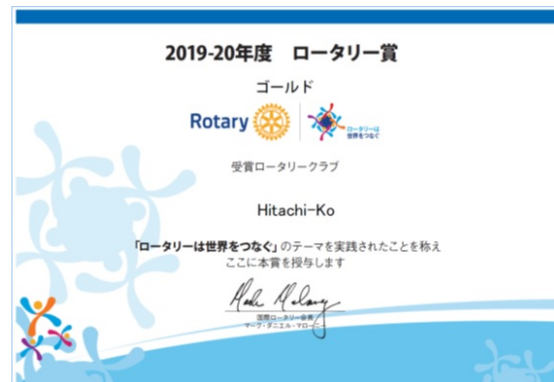 2019-20年度　ロータリー賞
ゴールド
Rotary
ロータリーは
世界をつなぐ
受賞ロータリークラブ
Hitachi-Ko
「ロータリーは世界をつなぐ」のテーマを実践されたことを称え
ここに本賞を授与します
国際ロータリー会長
マーク・ダニエル・マローニー